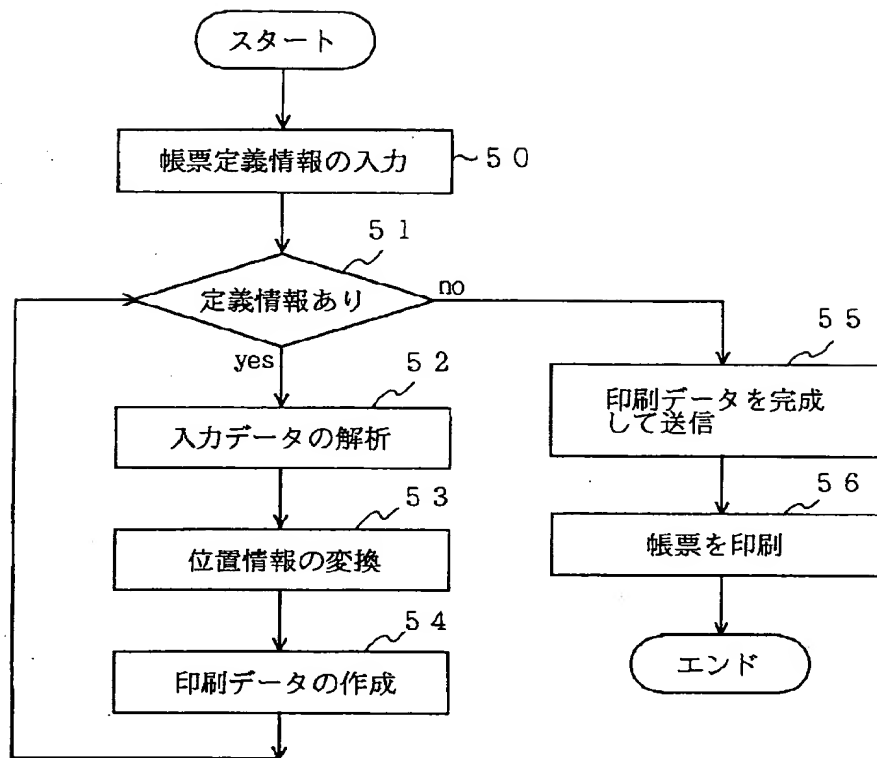 スタート
帳票定義情報の入力
50
51
定義情報あり
no
yes
52
入力データの解析
53
位置情報の変換
54
印刷データの作成
55
印刷データを完成
して送信
56
帳票を印刷
エンド